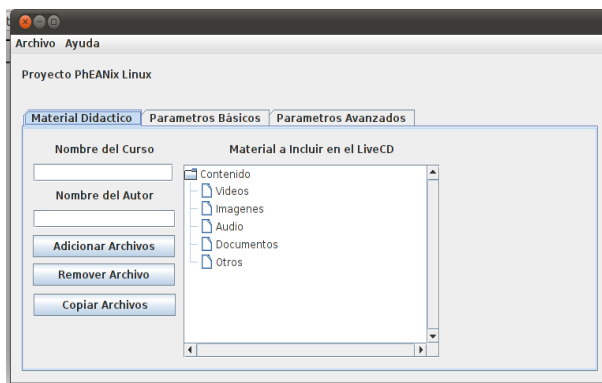 Archivo Ayuda
Proyecto PhEANix Linux
Material Didactico Parametros Básicos Parametros Avanzados
Nombre del Curso
Material a Incluir en el LiveCD
Contenido
Videos
Nombre del Autor
Imagenes
Audio
Adicionar Archivos
Documentos
Otros
Remover Archivo
Copiar Archivos